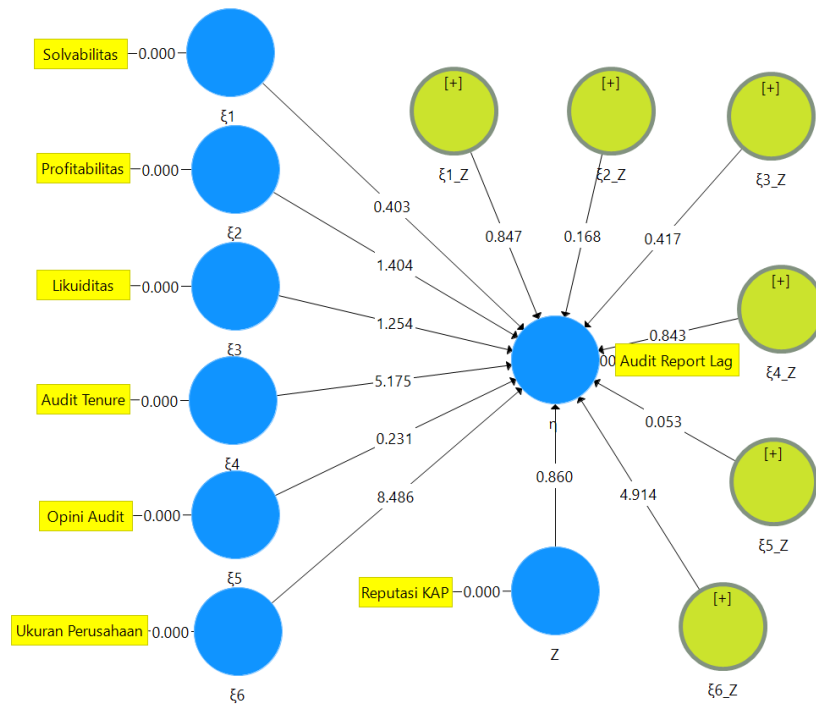 Solvabilitas
0.000
ξ1
Profitabilitas
0.000
ξ2
Likuiditas
0.000
ξ3
Audit Tenure
0.000
ξ4
Opini Audit
0.000
ξ5
Ukuran Perusahaan
0.000
ξ6
0.403
1.404
1.254
5.175
0.231
8.486
[+]
ξ1_Z
0.847
[+]
ξ2_Z
0.168
[+]
ξ3_Z
0.417
[+]
ξ4_Z
0.843
[+]
ξ5_Z
0.053
[+]
ξ6_Z
4.914
η
Audit Report Lag
0.860
Reputasi KAP
0.000
Z